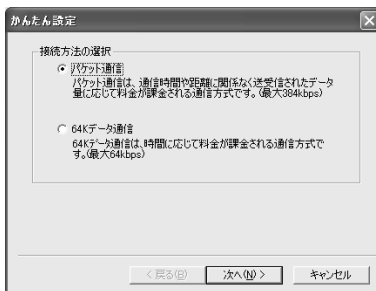 かんたん設定
接続方法の選択
パケット通信
パケット通信は、通信時間や距離に関係なく送受信されたデータ
量に応じて料金が課金される通信方式です。(最大384kbps)
64Kデータ通信
64Kデータ通信は、時間に応じて料金が課金される通信方式で
す。(最大64kbps)
< 戻る(B)
次へ(N) >
キャンセル